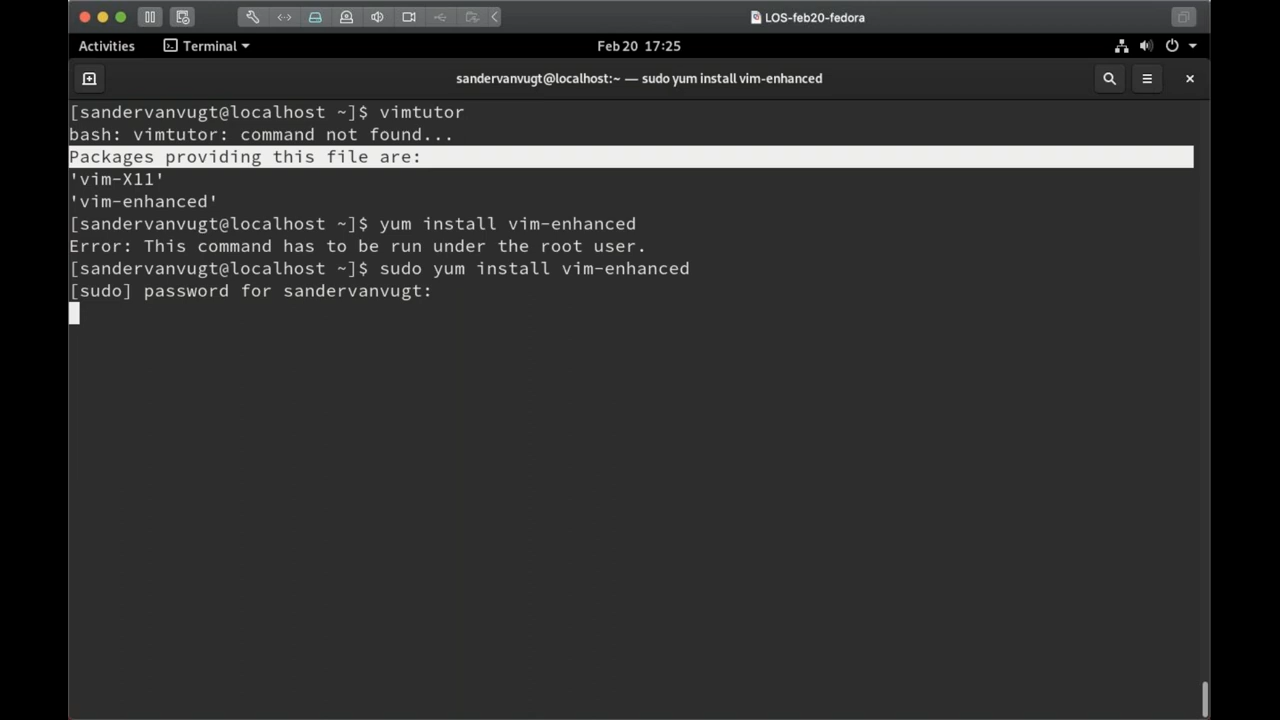 LOS-feb20-fedora
Activities
Terminal
Feb 20 17:25
sandervanvugt@localhost:~ — sudo yum install vim-enhanced
[sandervanvugt@localhost ~]$ vimtutor
bash: vimtutor: command not found...
Packages providing this file are:
'vim-X11'
'vim-enhanced'
[sandervanvugt@localhost ~]$ yum install vim-enhanced
Error: This command has to be run under the root user.
[sandervanvugt@localhost ~]$ sudo yum install vim-enhanced
[sudo] password for sandervanvugt: